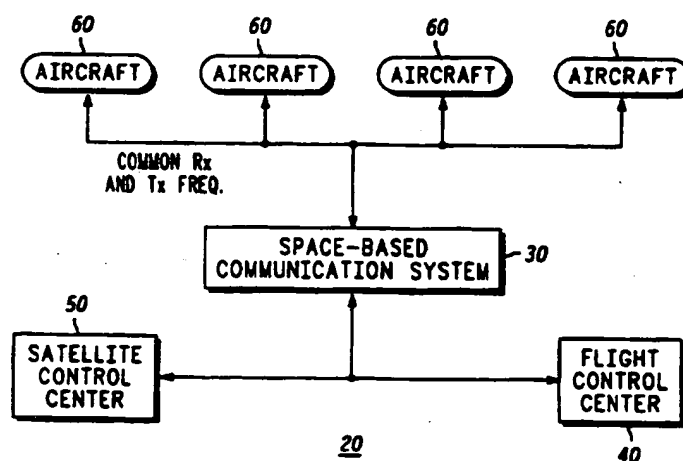 60 60 60 60
AIRCRAFT AIRCRAFT AIRCRAFT AIRCRAFT
COMMON Rx
AND Tx FREQ.
SPACE-BASED
COMMUNICATION SYSTEM
30
50
SATELLITE
CONTROL
CENTER
FLIGHT
CONTROL
CENTER
20
40